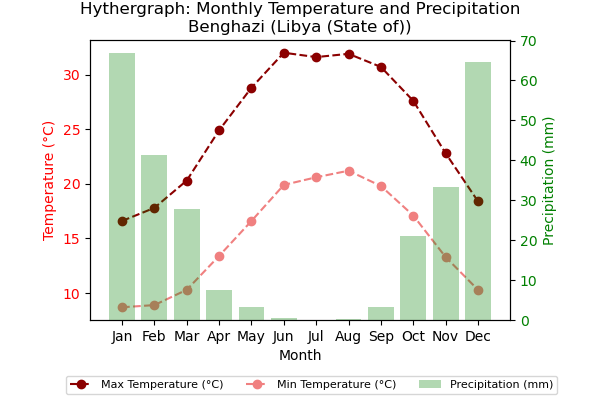 Hythergraph: Monthly Temperature and Precipitation
Benghazi (Libya (State of))
Temperature (°C)
30
25
20
15
10
70
60
50
40
30
20
10
0
Precipitation (mm)
Jan Feb Mar Apr May Jun Jul Aug Sep Oct Nov Dec
Month
Max Temperature (°C) Min Temperature (°C) Precipitation (mm)